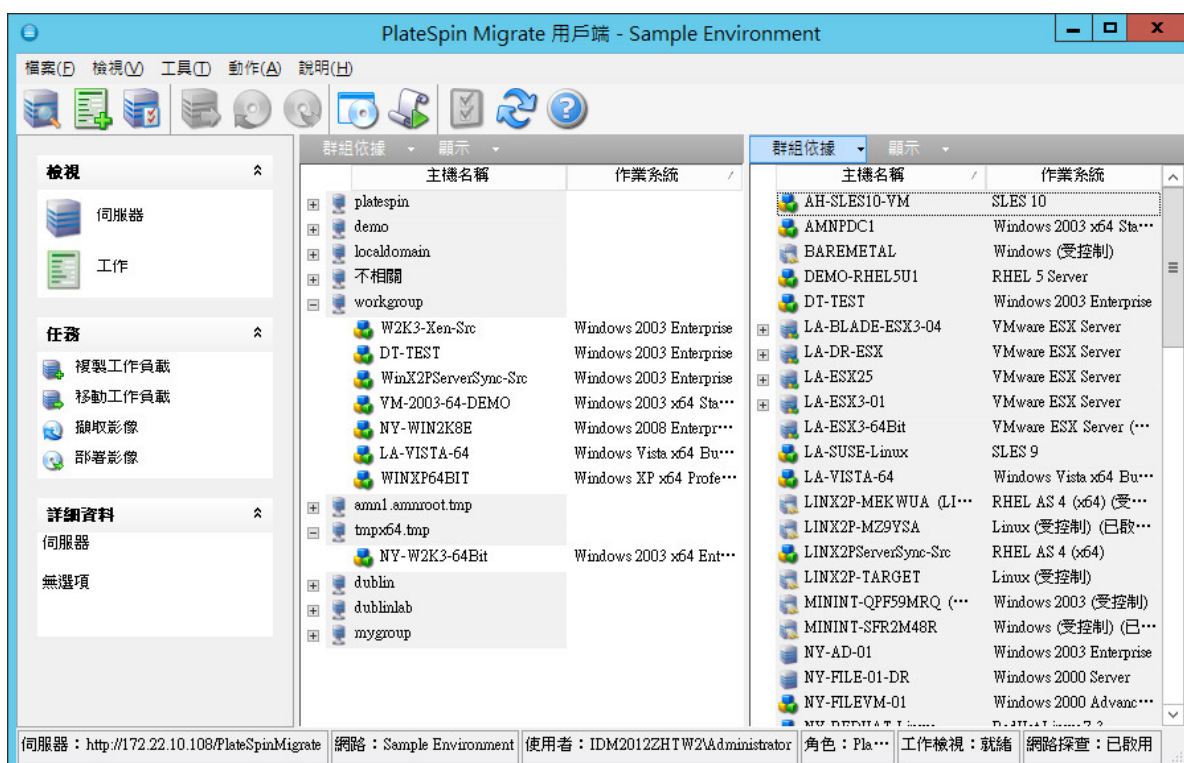 PlateSpin Migrate 用戶端 - Sample Environment
檔案(F) 檢視(V) 工具(T) 動作(A) 說明(H)
檢視
伺服器
工作
任務
複製工作負載
移動工作負載
擷取影像
部署影像
詳細資料
伺服器
無選項
群組依據 顯示
主機名稱 作業系統
platespin
demo
localdomain
不相關
workgroup
W2K3-Xen-Src Windows 2003 Enterprise
DT-TEST Windows 2003 Enterprise
WinX2PServerSync-Src Windows 2003 Enterprise
VM-2003-64-DEMO Windows 2003 x64 Sta…
NY-WIN2K8E Windows 2008 Enterpr…
LA-VISTA-64 Windows Vista x64 Bu…
WINXP64BIT Windows XP x64 Profe…
amn1.amnroot.tmp
tmpx64.tmp
NY-W2K3-64Bit Windows 2003 x64 Ent…
dublin
dublinlab
mygroup
群組依據 顯示
主機名稱 作業系統
AH-SLES10-VM SLES 10
AMNPDC1 Windows 2003 x64 Sta…
BAREMETAL Windows (受控制)
DEMO-RHEL5U1 RHEL 5 Server
DT-TEST Windows 2003 Enterprise
LA-BLADE-ESX3-04 VMware ESX Server
LA-DR-ESX VMware ESX Server
LA-ESX25 VMware ESX Server
LA-ESX3-01 VMware ESX Server
LA-ESX3-64Bit VMware ESX Server (…
LA-SUSE-Linux SLES 9
LA-VISTA-64 Windows Vista x64 Bu…
LINX2P-MEKWUA (LI… RHEL AS 4 (x64) (受…
LINX2P-MZ9YSA Linux (受控制) (已啟…
LINX2PServerSync-Src RHEL AS 4 (x64)
LINX2P-TARGET Linux (受控制)
MININT-QPF59MRQ (… Windows 2003 (受控制)
MININT-SFR2M48R Windows (受控制) (已…
NY-AD-01 Windows 2003 Enterprise
NY-FILE-01-DR Windows 2000 Server
NY-FILEVM-01 Windows 2000 Advanc…
伺服器：http://172.22.10.108/PlateSpinMigrate 網路：Sample Environment 使用者：IDM2012ZHTW2\Administrator 角色：Pla… 工作檢視：就緒 網路探查：已啟用